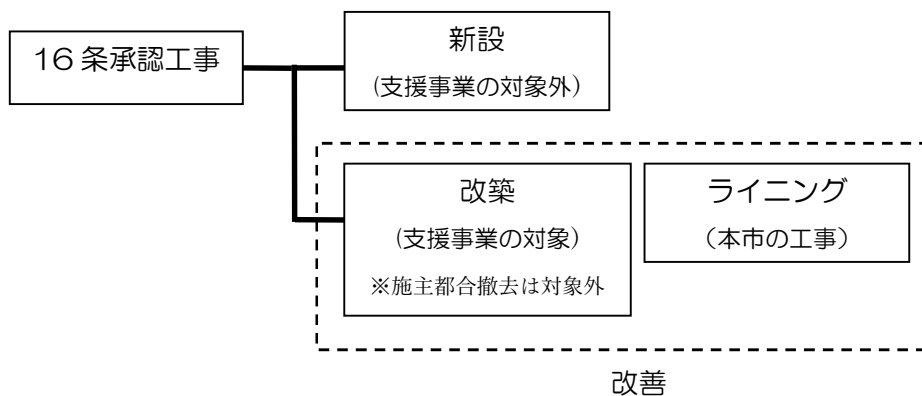 16条承認工事
新設
(支援事業の対象外)
改築
(支援事業の対象)
※施主都合撤去は対象外
ライニング
(本市の工事)
改善